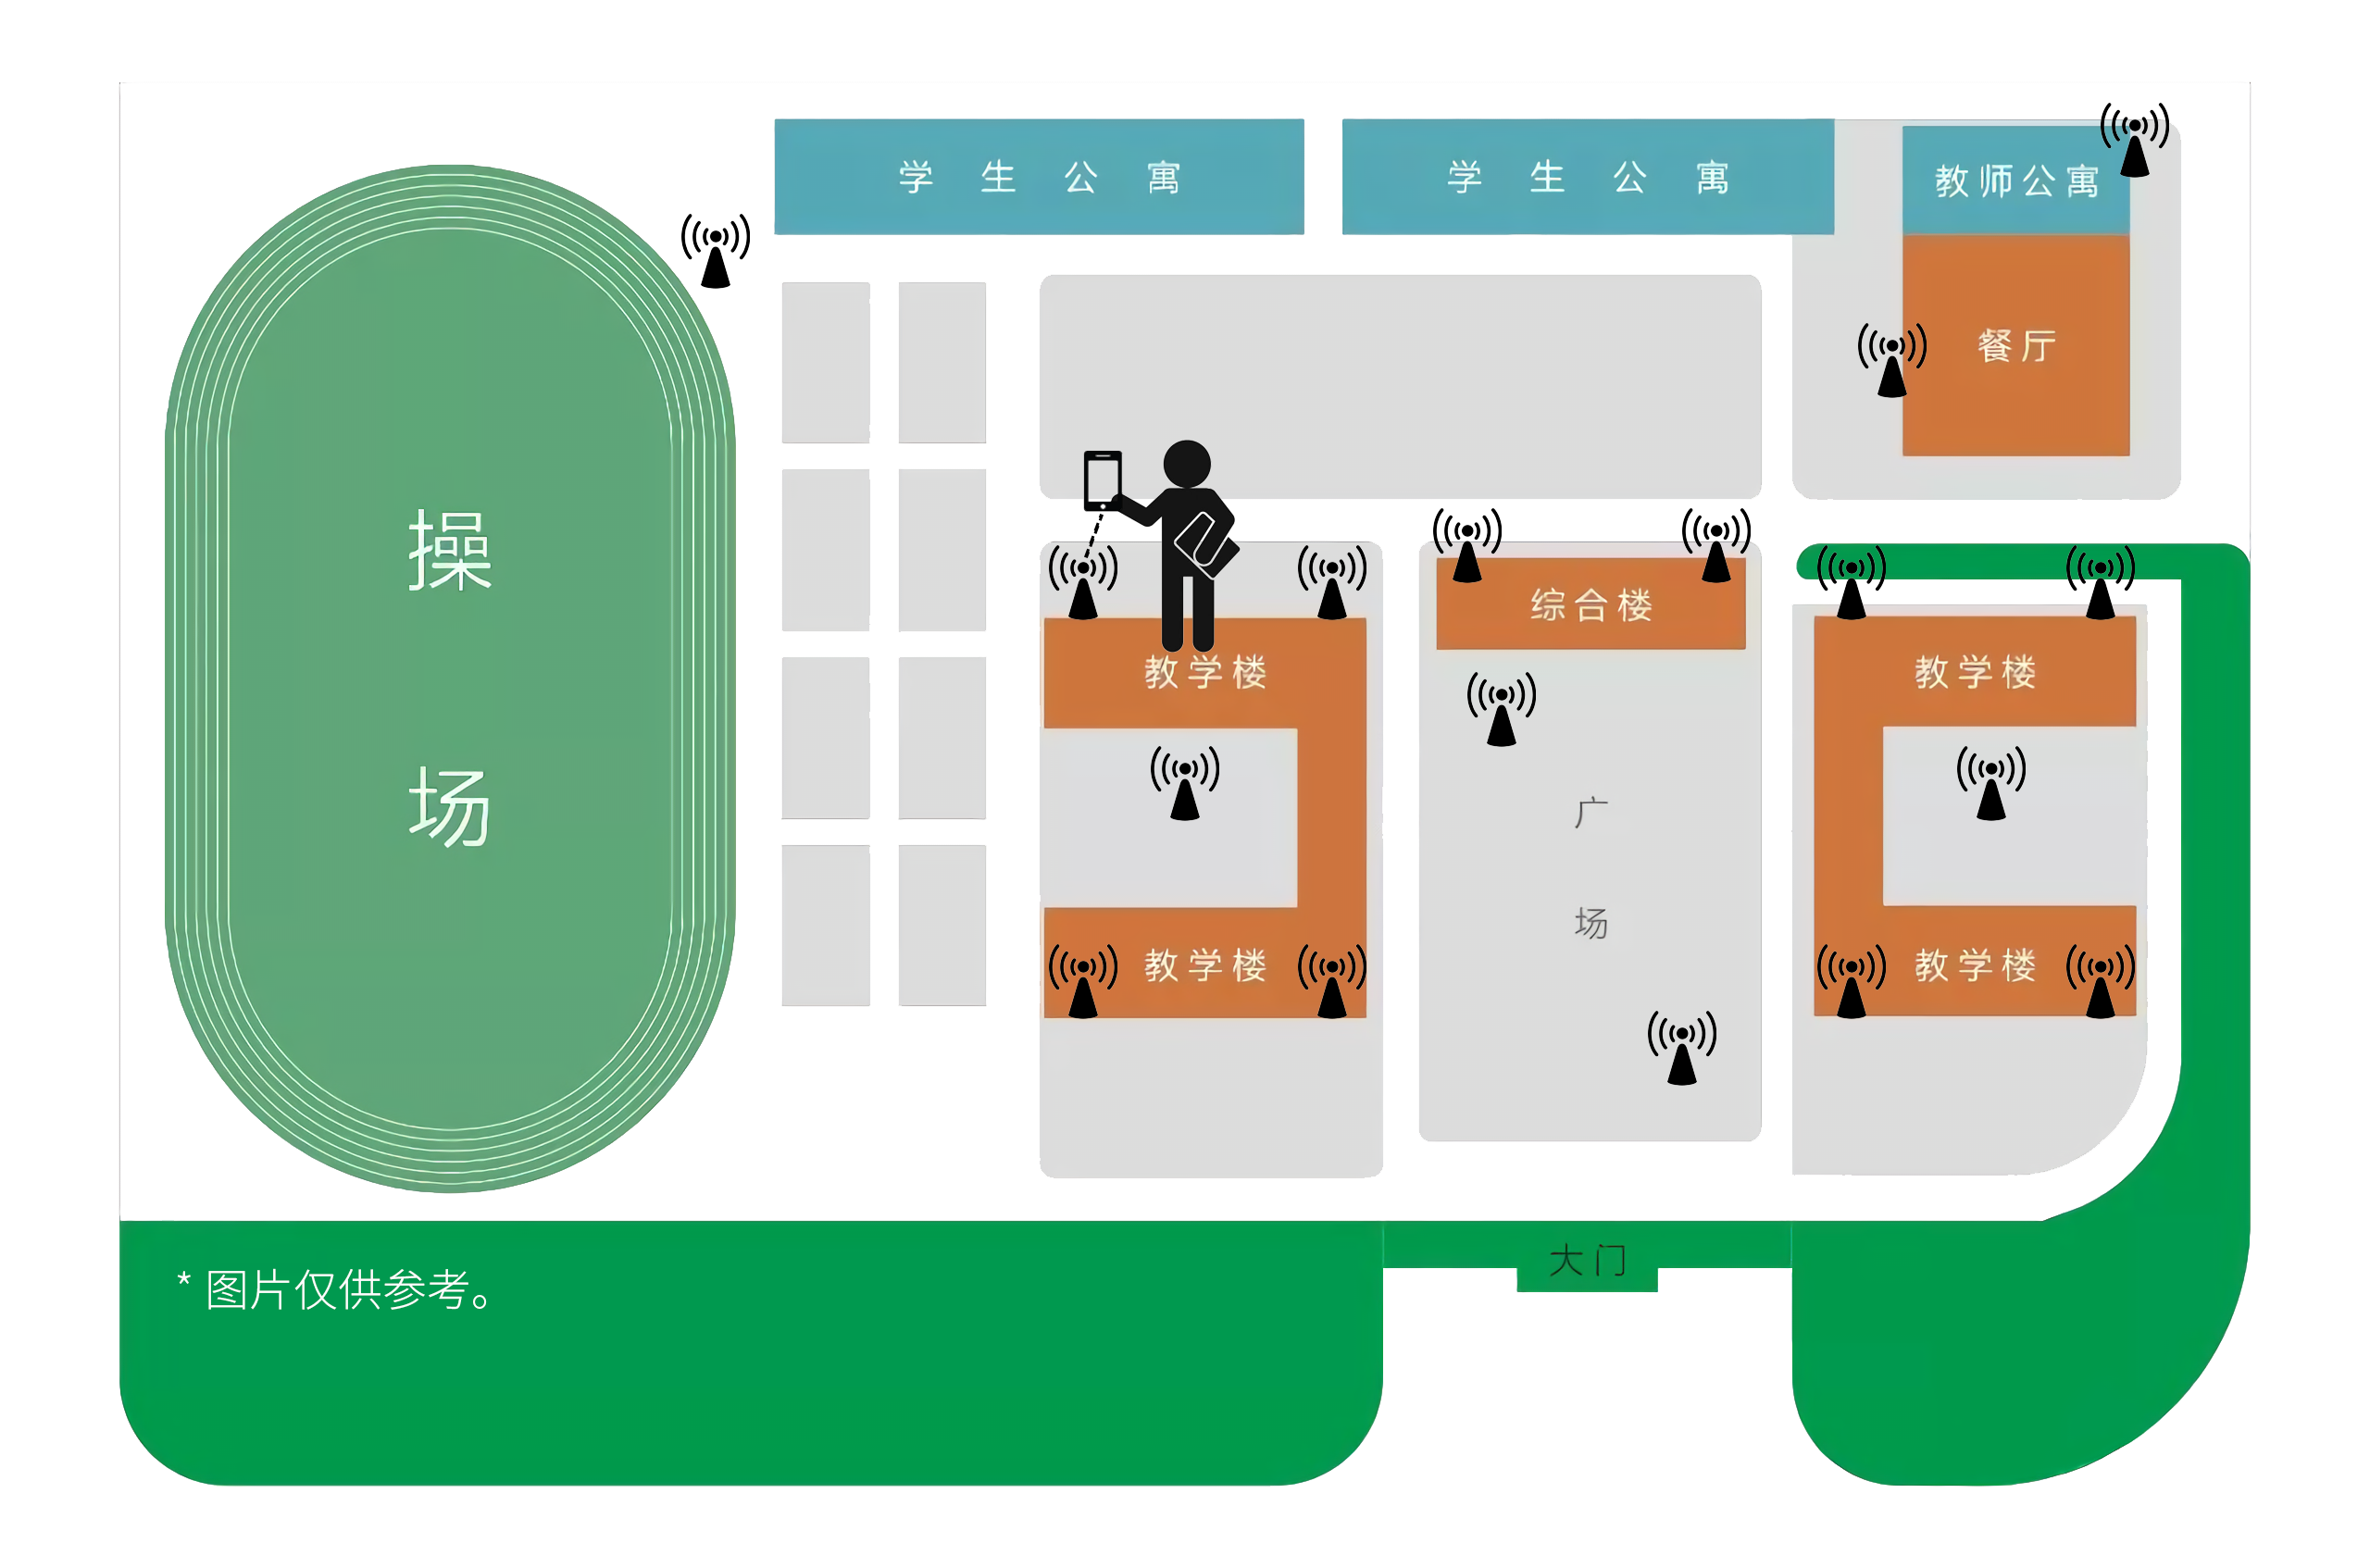 学生公寓
学生公寓
教师公寓
餐厅
操场
综合楼
教学楼
教学楼
广场
教学楼
教学楼
大门
* 图片仅供参考。